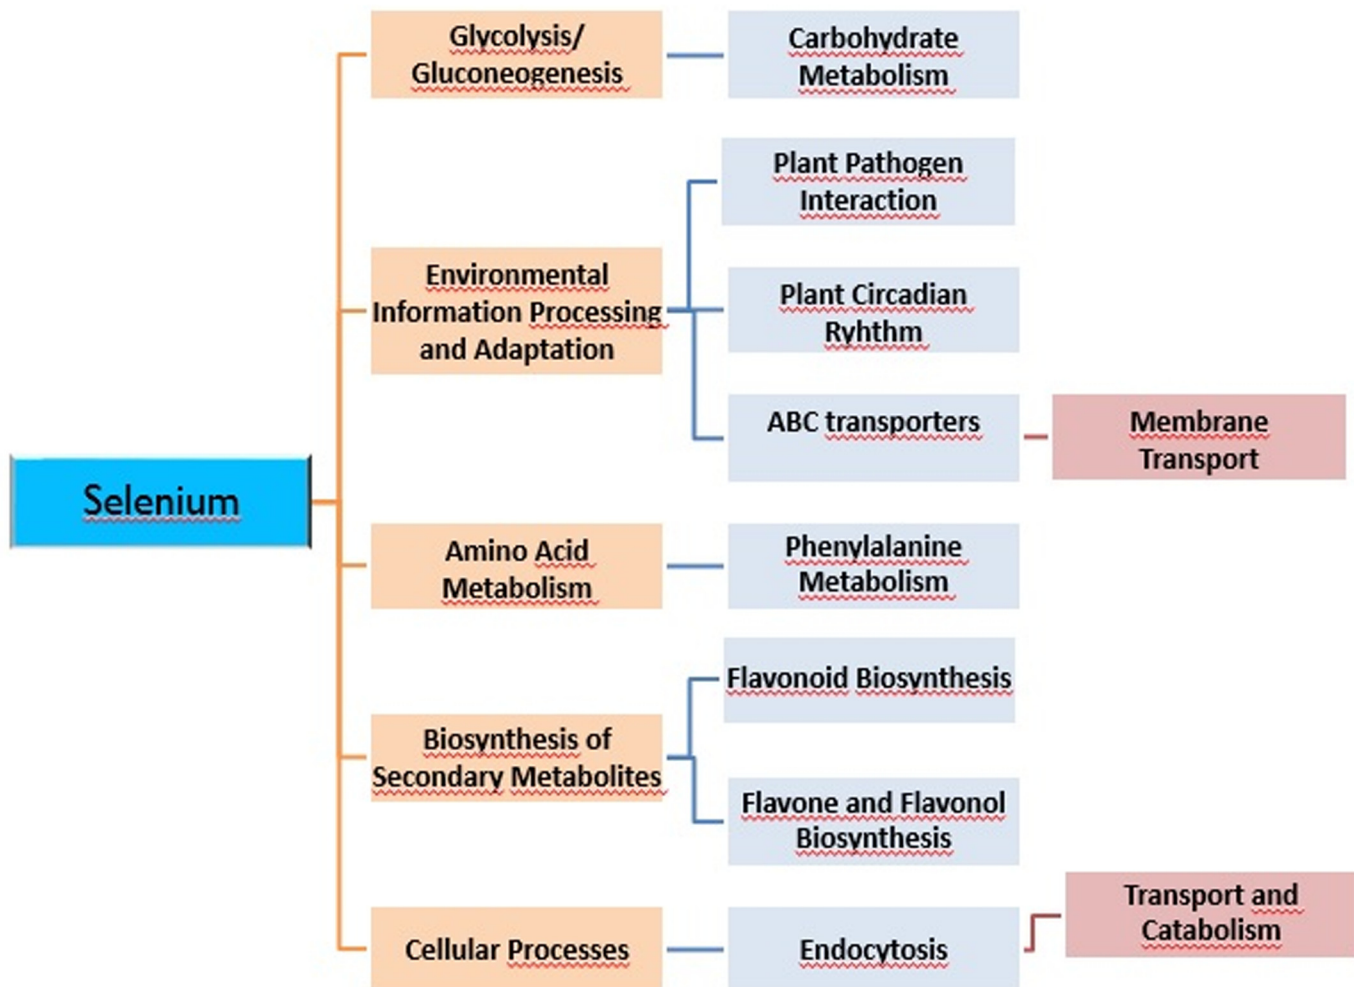 Glycolysis/
Gluconeogenesis
Carbohydrate
Metabolism
Plant Pathogen
Interaction
Environmental
Information Processing
and Adaptation
Plant Circadian
Ryhthm
ABC transporters
Membrane
Transport
Selenium
Amino Acid
Metabolism
Phenylalanine
Metabolism
Flavonoid Biosynthesis
Biosynthesis of
Secondary Metabolites
Flavone and Flavonol
Biosynthesis
Cellular Processes
Endocytosis
Transport and
Catabolism